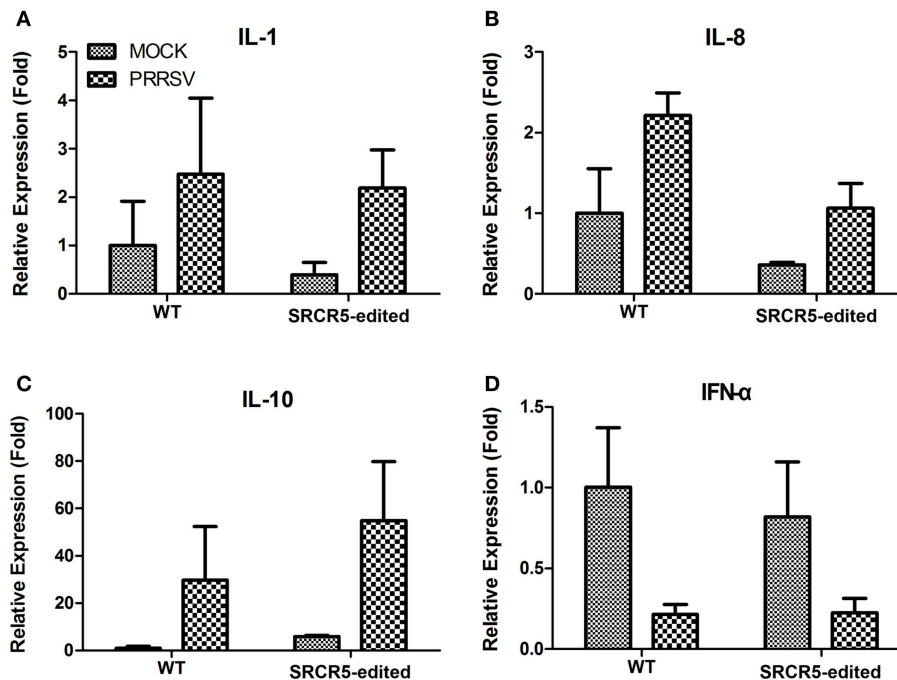 A
IL-1
Relative Expression (Fold)
5
4
3
2
1
0
MOCK
PRRSV
WT
SRCR5-edited
B
IL-8
Relative Expression (Fold)
3
2
1
0
WT
SRCR5-edited
C
IL-10
Relative Expression (Fold)
100
80
60
40
20
0
WT
SRCR5-edited
D
IFN-α
Relative Expression (Fold)
1.5
1.0
0.5
0.0
WT
SRCR5-edited